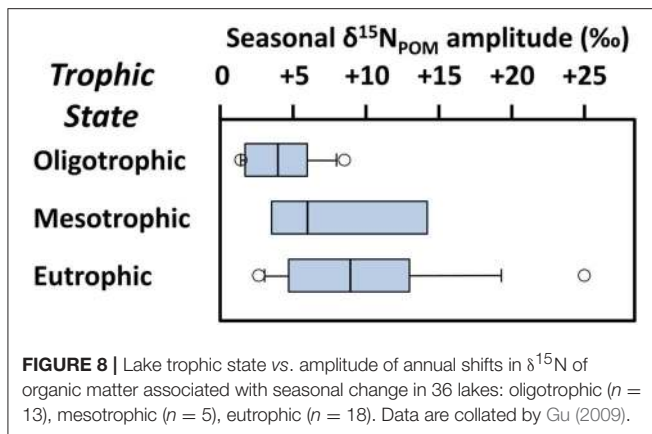 Seasonal δ¹⁵N_POM amplitude (‰)
Trophic State
0 +5 +10 +15 +20 +25
Oligotrophic
Mesotrophic
Eutrophic
FIGURE 8 | Lake trophic state vs. amplitude of annual shifts in δ¹⁵N of
organic matter associated with seasonal change in 36 lakes: oligotrophic (n =
13), mesotrophic (n = 5), eutrophic (n = 18). Data are collated by Gu (2009).